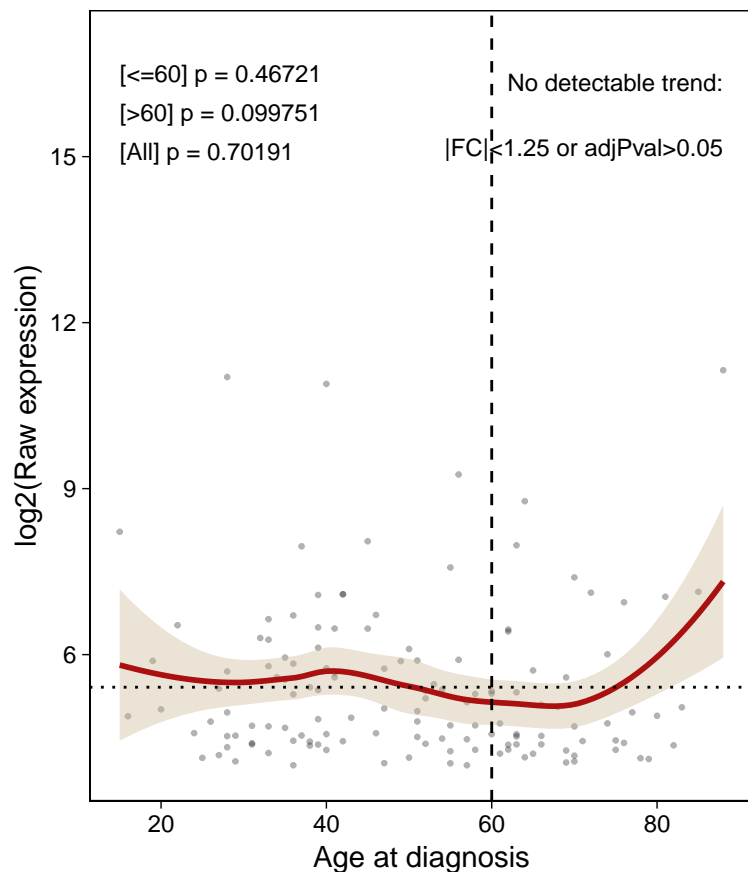 [<=60] p = 0.46721
[>60] p = 0.099751
[All] p = 0.70191
No detectable trend:
|FC|<1.25 or adjPval>0.05
15
12
9
6
log2(Raw expression)
20
40
60
80
Age at diagnosis